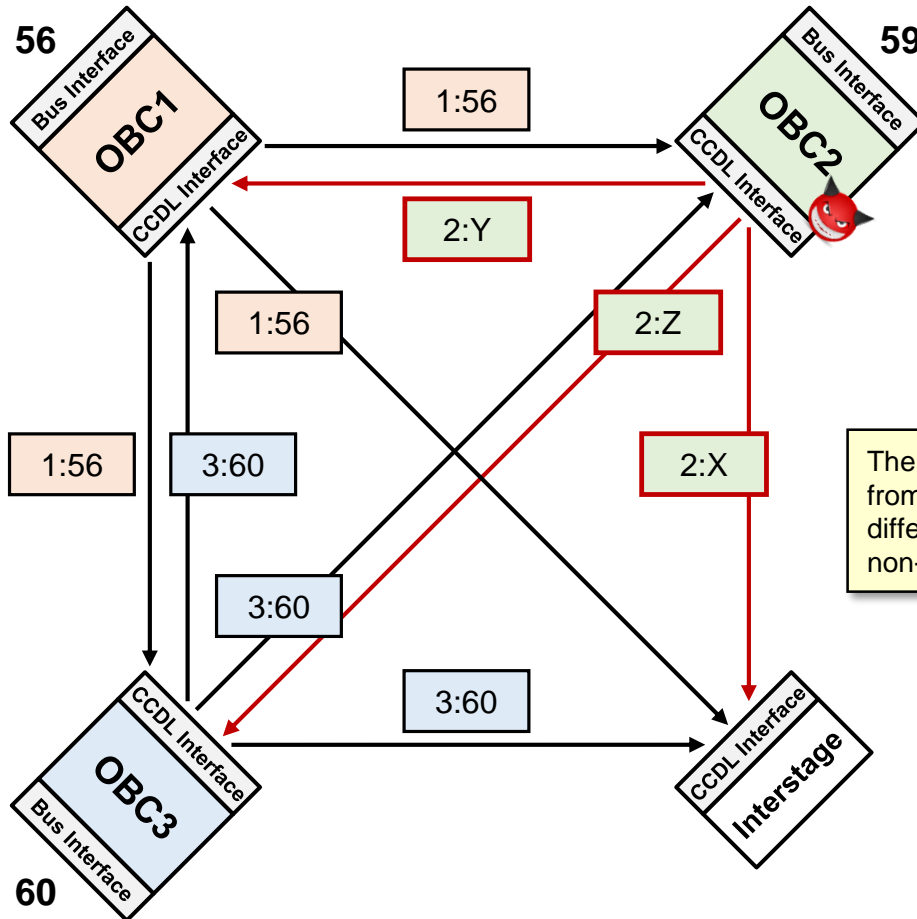 56
59
Bus Interface
OBC1
CCDL Interface
1:56
Bus Interface
OBC2
CCDL Interface
2:Y
1:56
2:Z
1:56
3:60
2:X
The
from
diffe
non-
3:60
3:60
CCDL Interface
OBC3
Bus Interface
CCDL Interface
Interstage
60